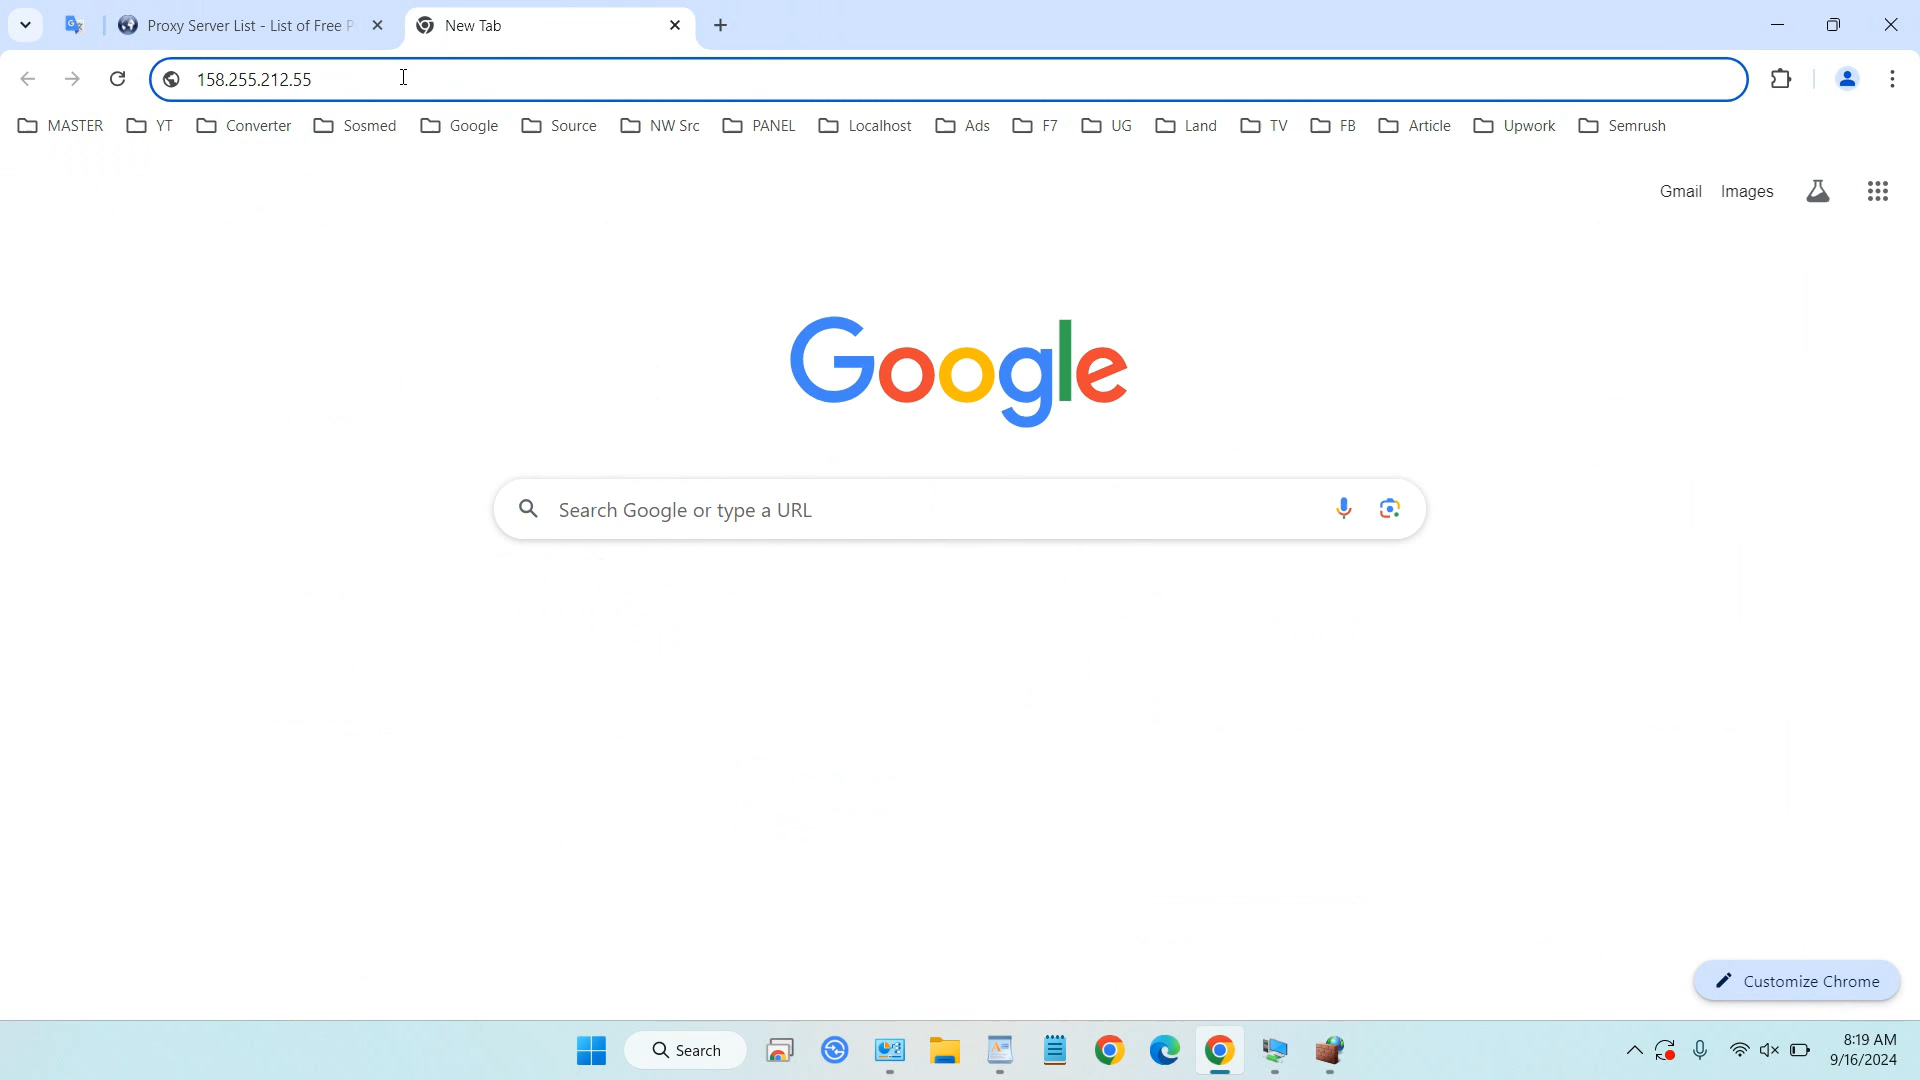 Proxy Server List - List of Free P
New Tab
158.255.212.55
MASTER
YT
Converter
Sosmed
Google
Source
NW Src
PANEL
Localhost
Ads
F7
UG
Land
TV
FB
Article
Upwork
Semrush
Gmail
Images
Google
Search Google or type a URL
Customize Chrome
Search
8:19 AM
9/16/2024